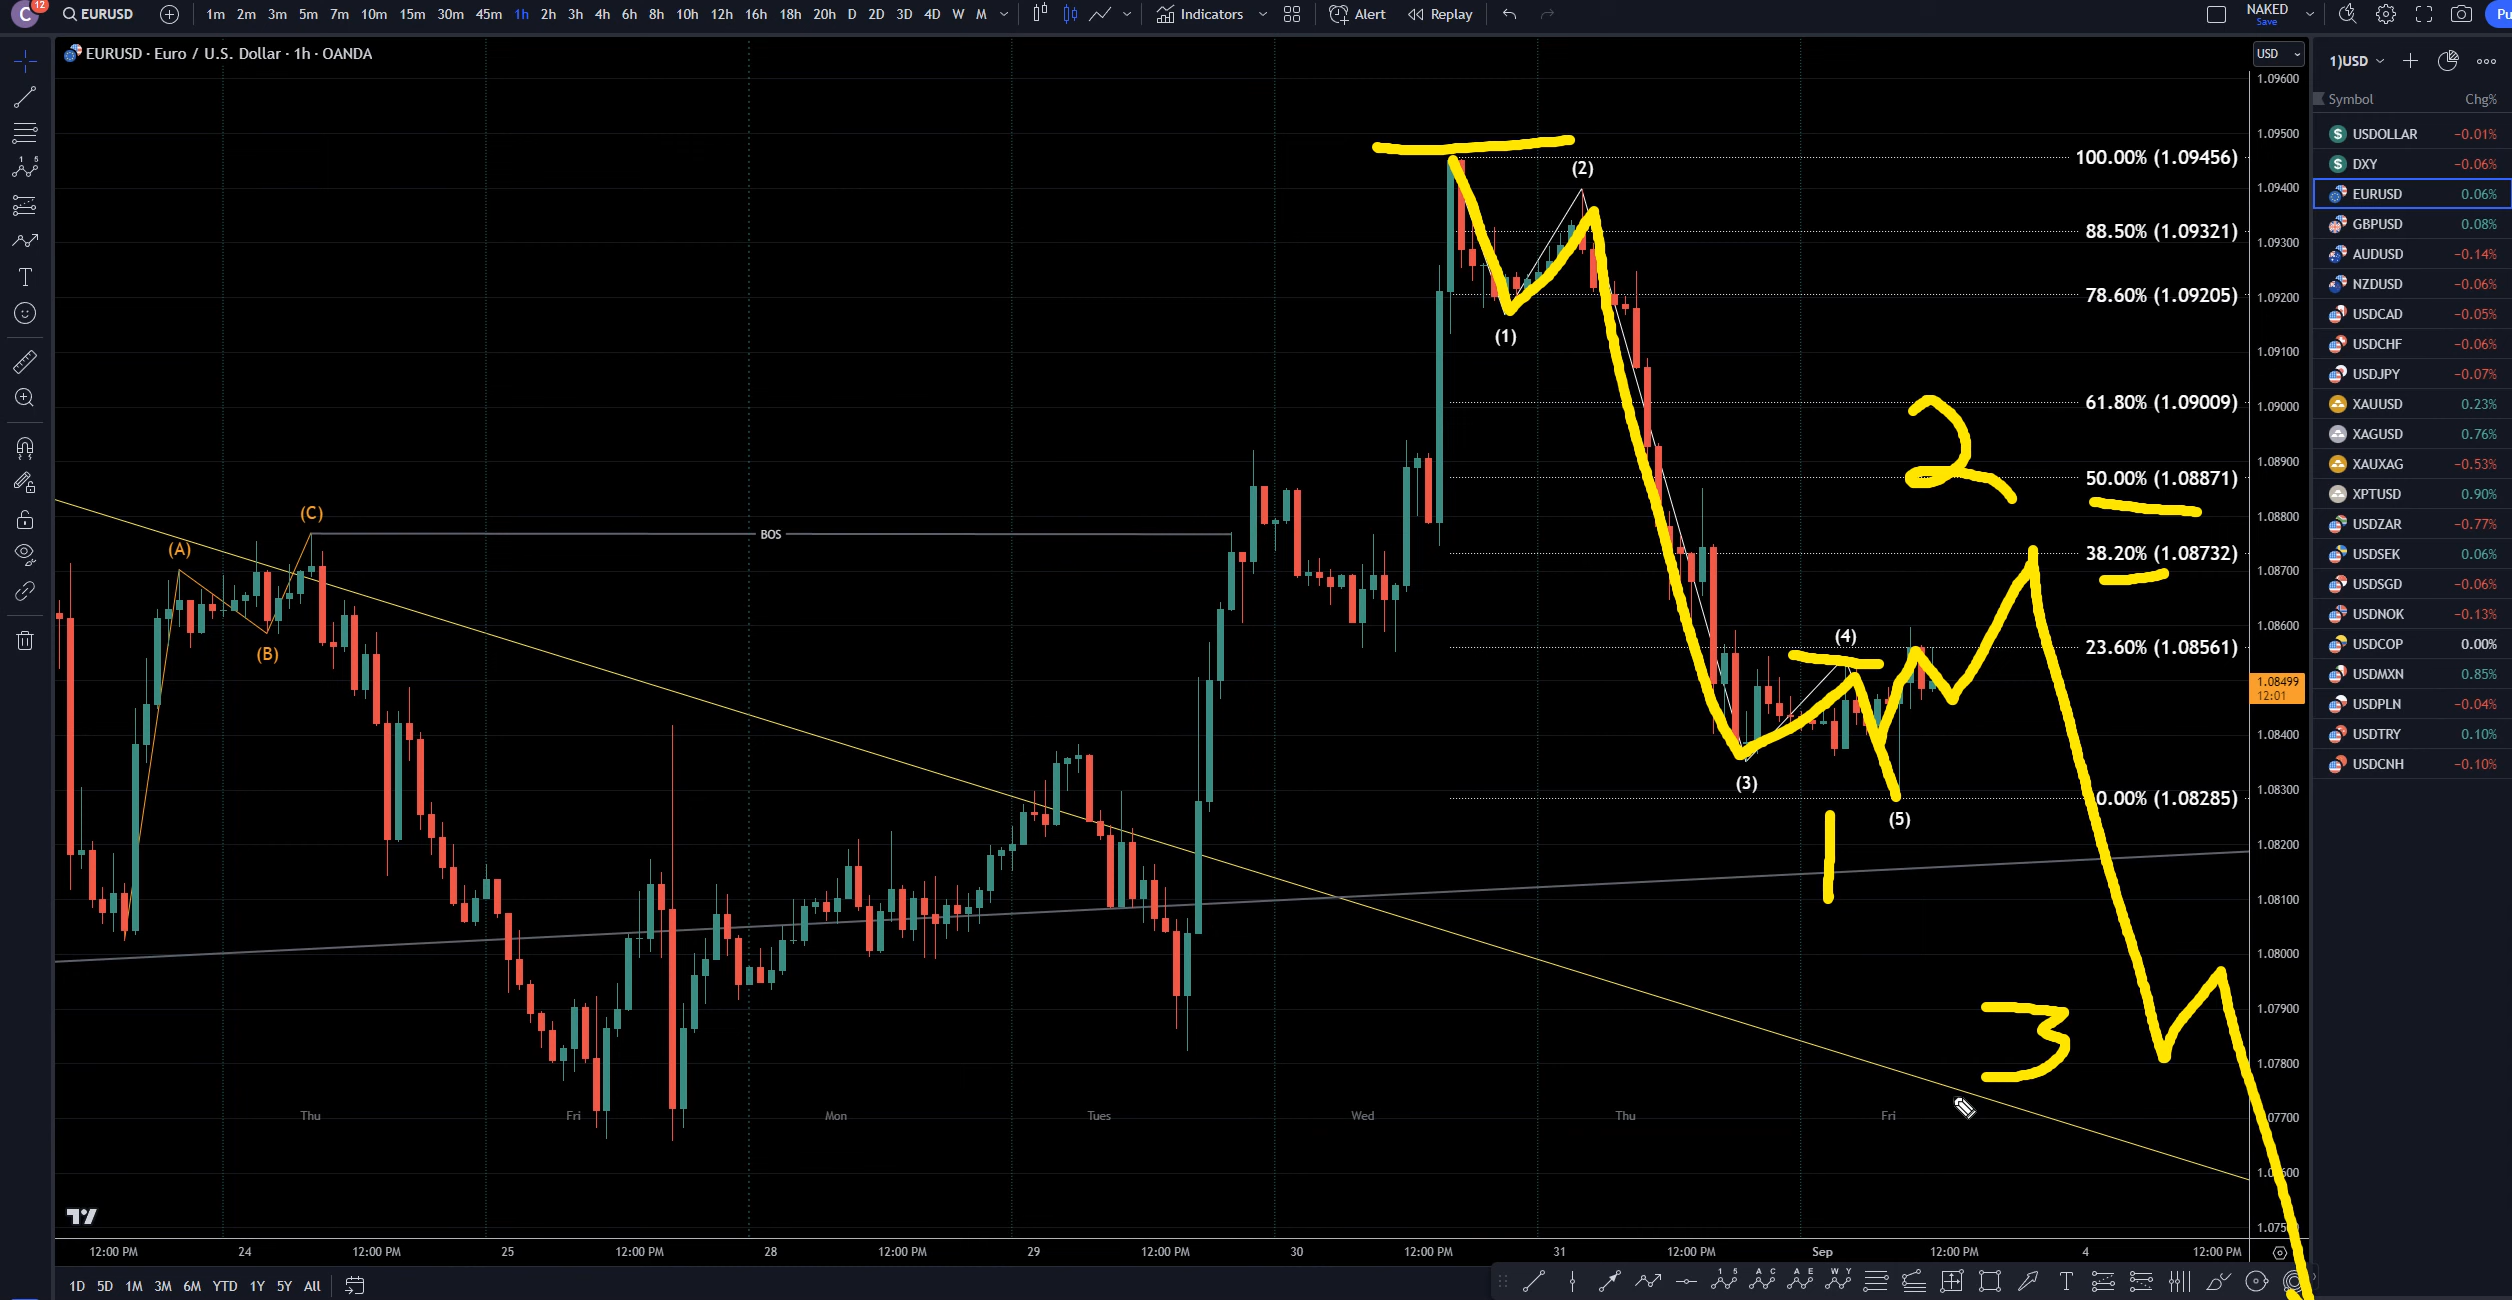 C 12 EURUSD 1m 2m 3m 5m 7m 10m 15m 30m 45m 1h 2h 3h 4h 6h 8h 10h 12h 16h 18h 20h D 2D 3D 4D W M Indicators Alert Replay NAKED Save Pu
EURUSD · Euro / U.S. Dollar · 1h · OANDA
USD
1)USD
Symbol Chg%
USDOLLAR −0.01%
DXY −0.06%
EURUSD 0.06%
GBPUSD 0.08%
AUDUSD −0.14%
NZDUSD −0.06%
USDCAD −0.05%
USDCHF −0.06%
USDJPY −0.07%
XAUUSD 0.23%
XAGUSD 0.76%
XAUXAG −0.53%
XPTUSD 0.90%
USDZAR −0.77%
USDSEK 0.06%
USDSGD −0.06%
USDNOK −0.13%
USDCOP 0.00%
USDMXN 0.85%
USDPLN −0.04%
USDTRY 0.10%
USDCNH −0.10%
1.09600
1.09500
1.09400
1.09300
1.09200
1.09100
1.09000
1.08900
1.08800
1.08700
1.08600
1.08499
12:01
1.08400
1.08300
1.08200
1.08100
1.08000
1.07900
1.07800
1.07700
100.00% (1.09456)
88.50% (1.09321)
78.60% (1.09205)
61.80% (1.09009)
50.00% (1.08871)
38.20% (1.08732)
23.60% (1.08561)
0.00% (1.08285)
(A)
(B)
(C)
BOS
(1)
(2)
(3)
(4)
(5)
1
2
3
Thu Fri Mon Tues Wed Thu Fri
12:00 PM 24 12:00 PM 25 12:00 PM 28 12:00 PM 29 12:00 PM 30 12:00 PM 31 12:00 PM Sep 12:00 PM 4 12:00 PM
1D 5D 1M 3M 6M YTD 1Y 5Y All